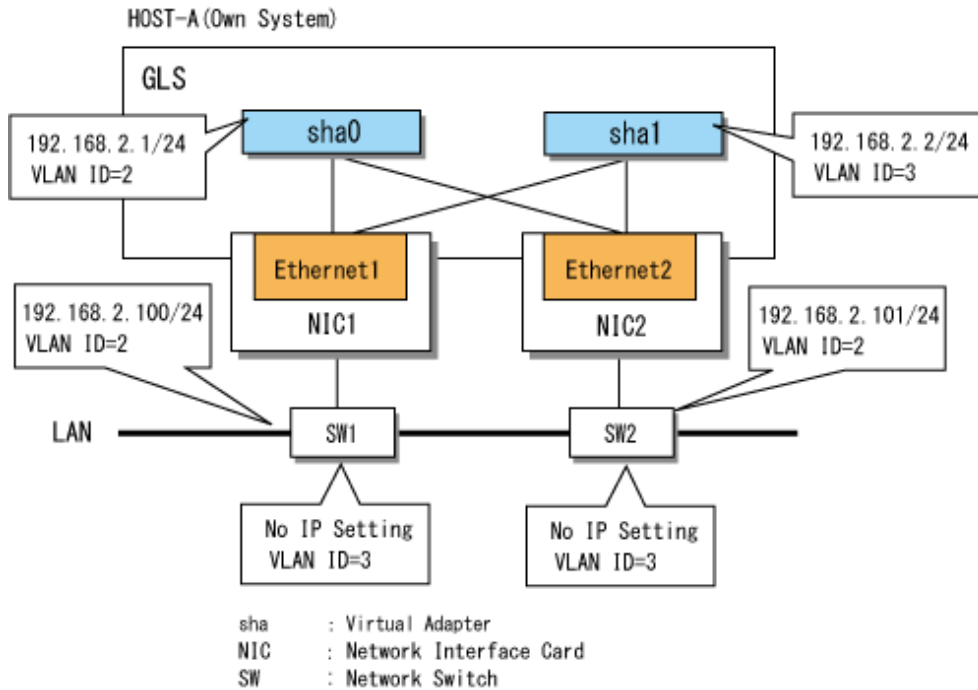 HOST-A(Own System)
GLS
sha0
sha1
192.168.2.1/24
VLAN ID=2
192.168.2.2/24
VLAN ID=3
Ethernet1
Ethernet2
NIC1
NIC2
192.168.2.100/24
VLAN ID=2
192.168.2.101/24
VLAN ID=2
LAN
SW1
SW2
No IP Setting
VLAN ID=3
No IP Setting
VLAN ID=3
sha : Virtual Adapter
NIC : Network Interface Card
SW : Network Switch